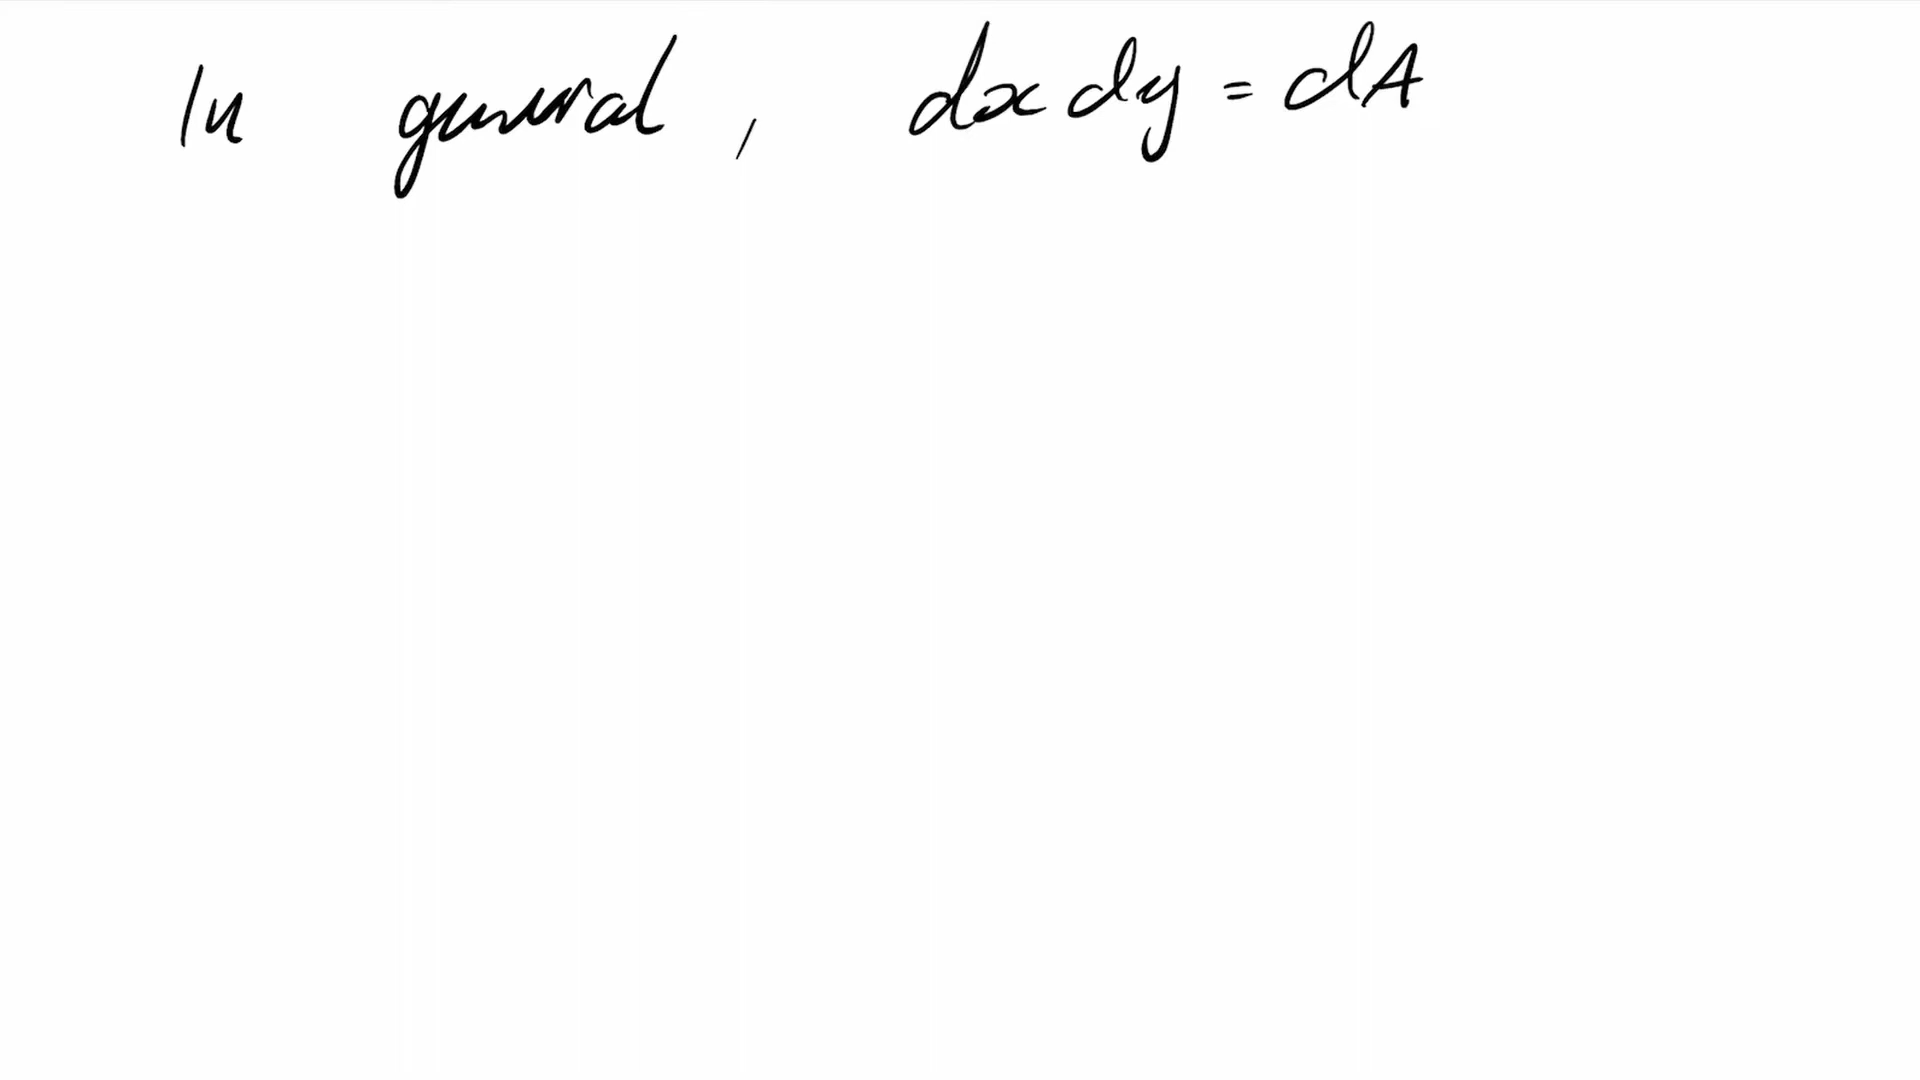 In general, dx dy = dA